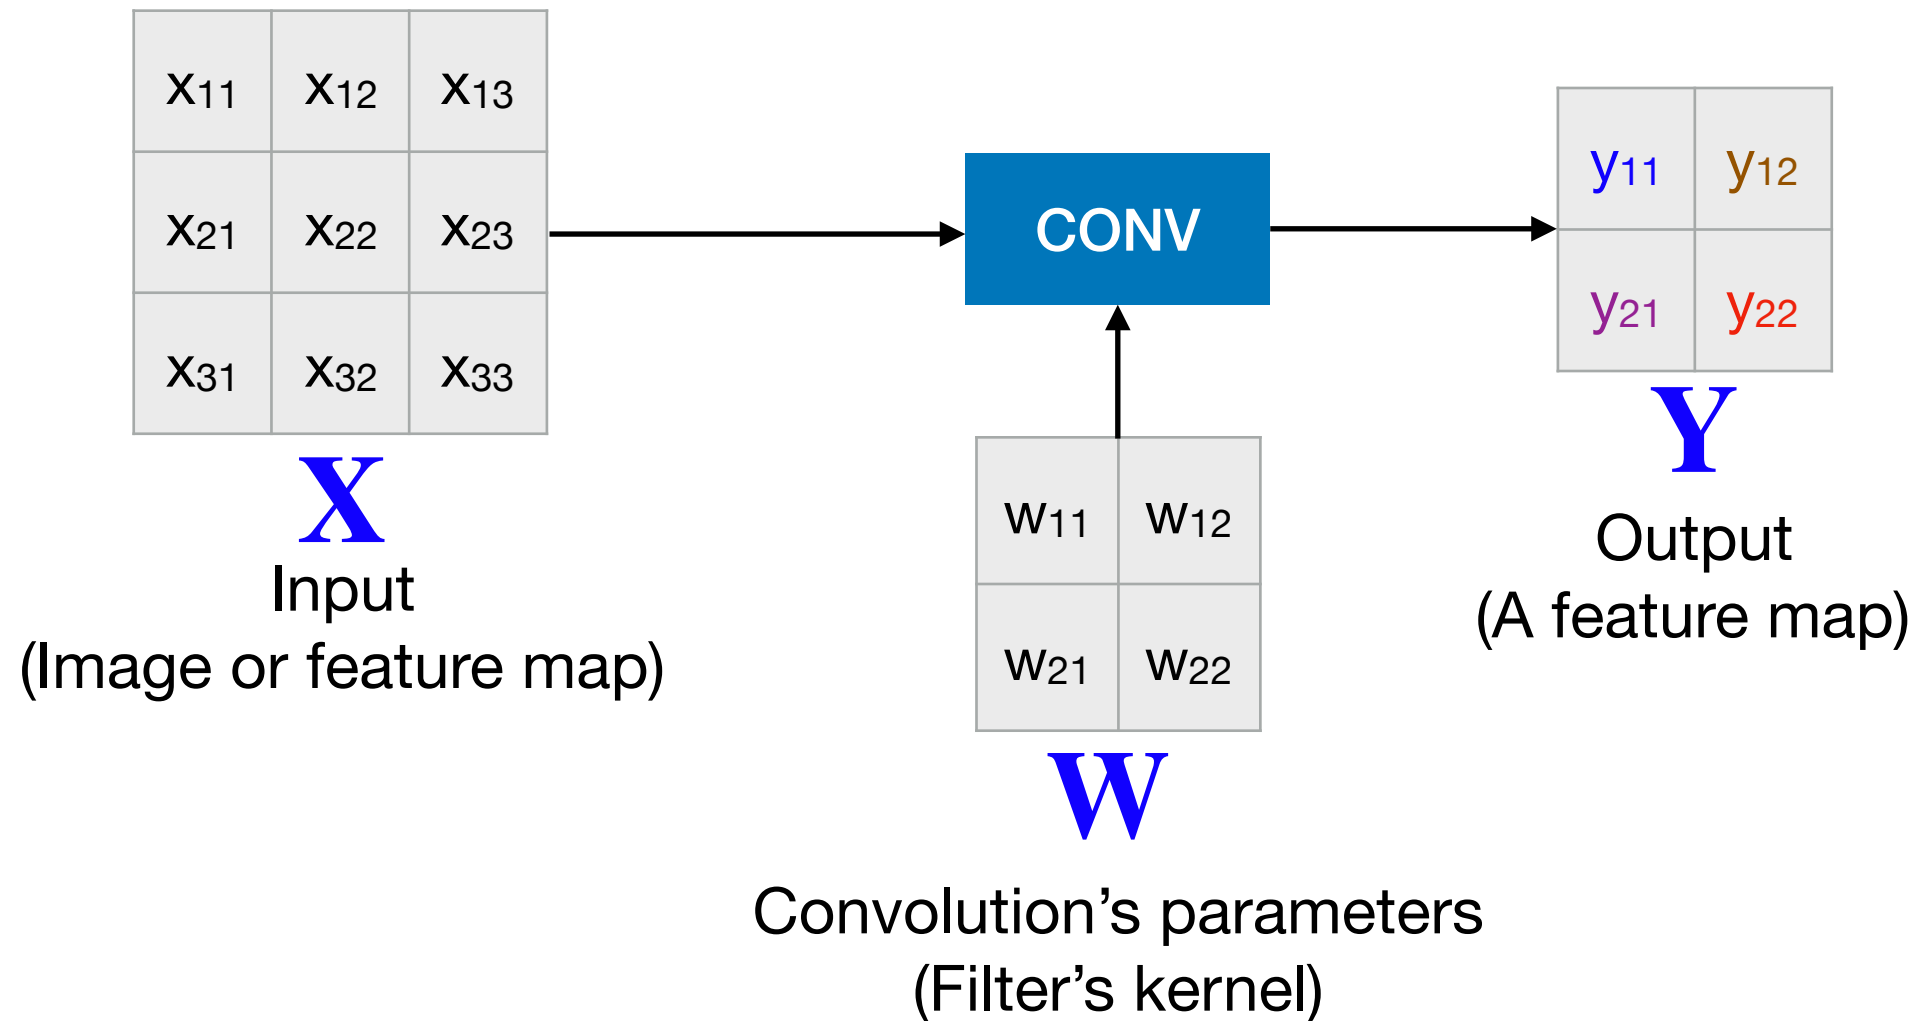 x11 x12 x13
x21 x22 x23
x31 x32 x33
X
Input
(Image or feature map)
CONV
w11 w12
w21 w22
W
Convolution’s parameters
(Filter’s kernel)
y11 y12
y21 y22
Y
Output
(A feature map)